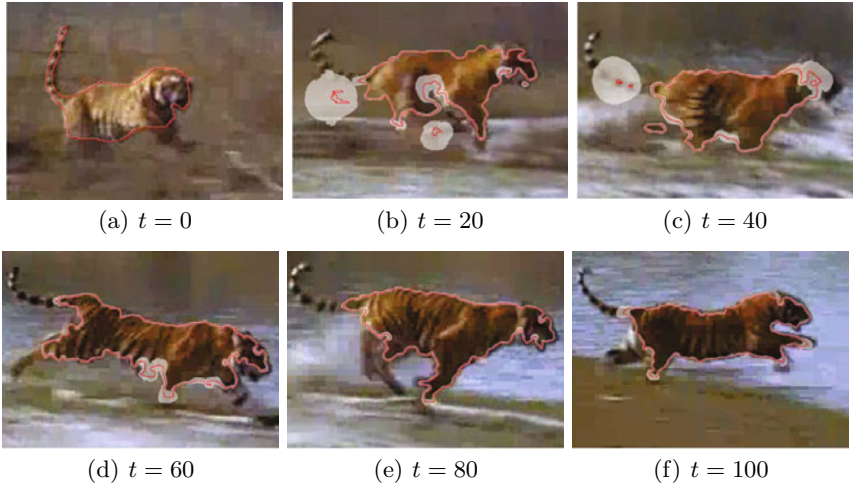 (a) t = 0
(b) t = 20
(c) t = 40
(d) t = 60
(e) t = 80
(f) t = 100